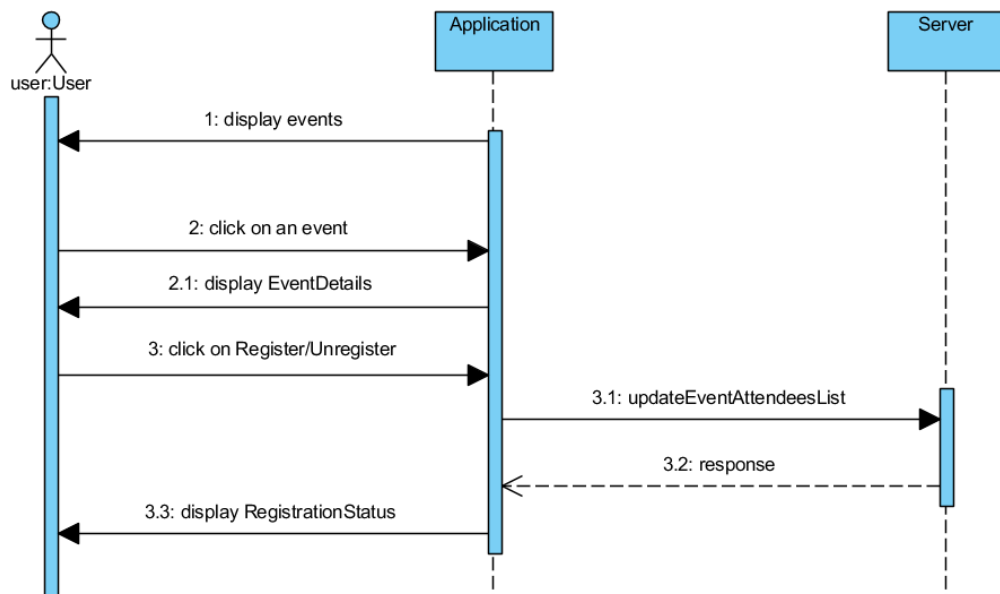 Application
Server
user:User
1: display events
2: click on an event
2.1: display EventDetails
3: click on Register/Unregister
3.1: updateEventAttendeesList
3.2: response
3.3: display RegistrationStatus